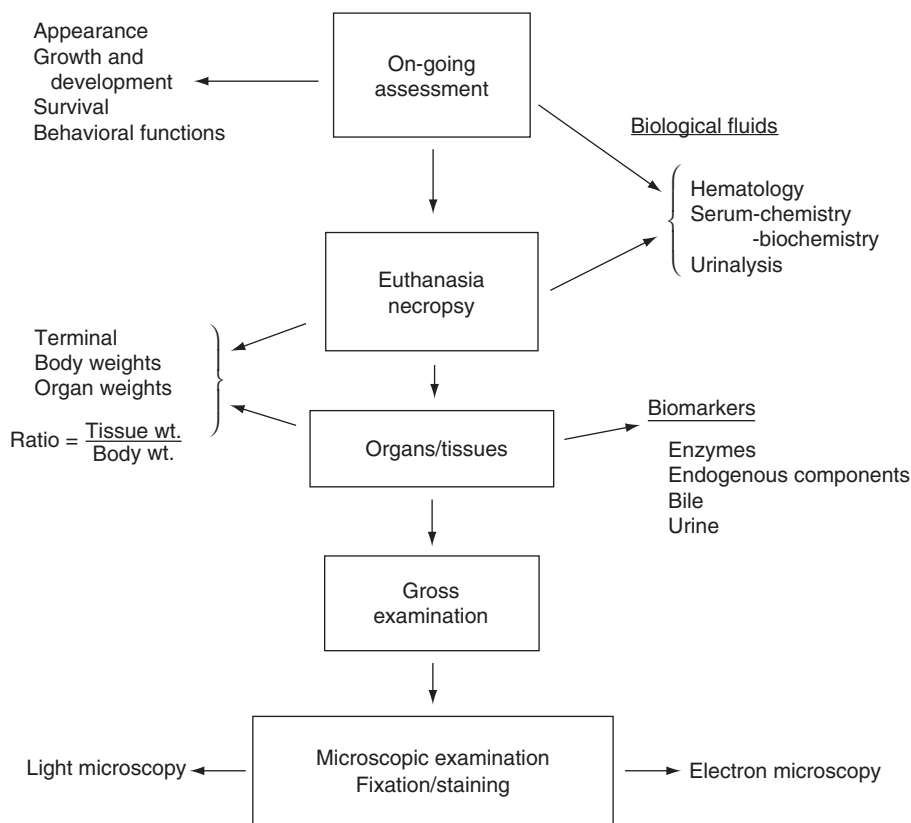 Appearance
Growth and
development
Survival
Behavioral functions
On-going
assessment
Biological fluids
Hematology
Serum-chemistry
-biochemistry
Urinalysis
Euthanasia
necropsy
Terminal
Body weights
Organ weights
Ratio = Tissue wt.
Body wt.
Organs/tissues
Biomarkers
Enzymes
Endogenous components
Bile
Urine
Gross
examination
Light microscopy
Microscopic examination
Fixation/staining
Electron microscopy